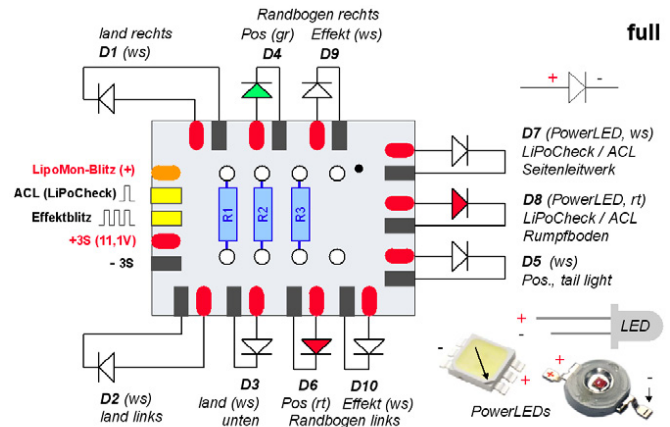 Randbogen rechts
land rechts
D1 (ws)
Pos (gr)
D4
Effekt (ws)
D9
full
+ -
D7 (PowerLED, ws)
LiPoCheck / ACL
Seitenleitwerk
LipoMon-Blitz (+)
ACL (LiPoCheck)
Effektblitz
+3S (11,1V)
- 3S
R1
R2
R3
D8 (PowerLED, rt)
LiPoCheck / ACL
Rumpfboden
D5 (ws)
Pos., tail light
+
-
LED
-
+
+
-
PowerLEDs
D2 (ws)
land links
D3
land (ws)
unten
D6
Pos (rt)
D10
Effekt (ws)
Randbogen links